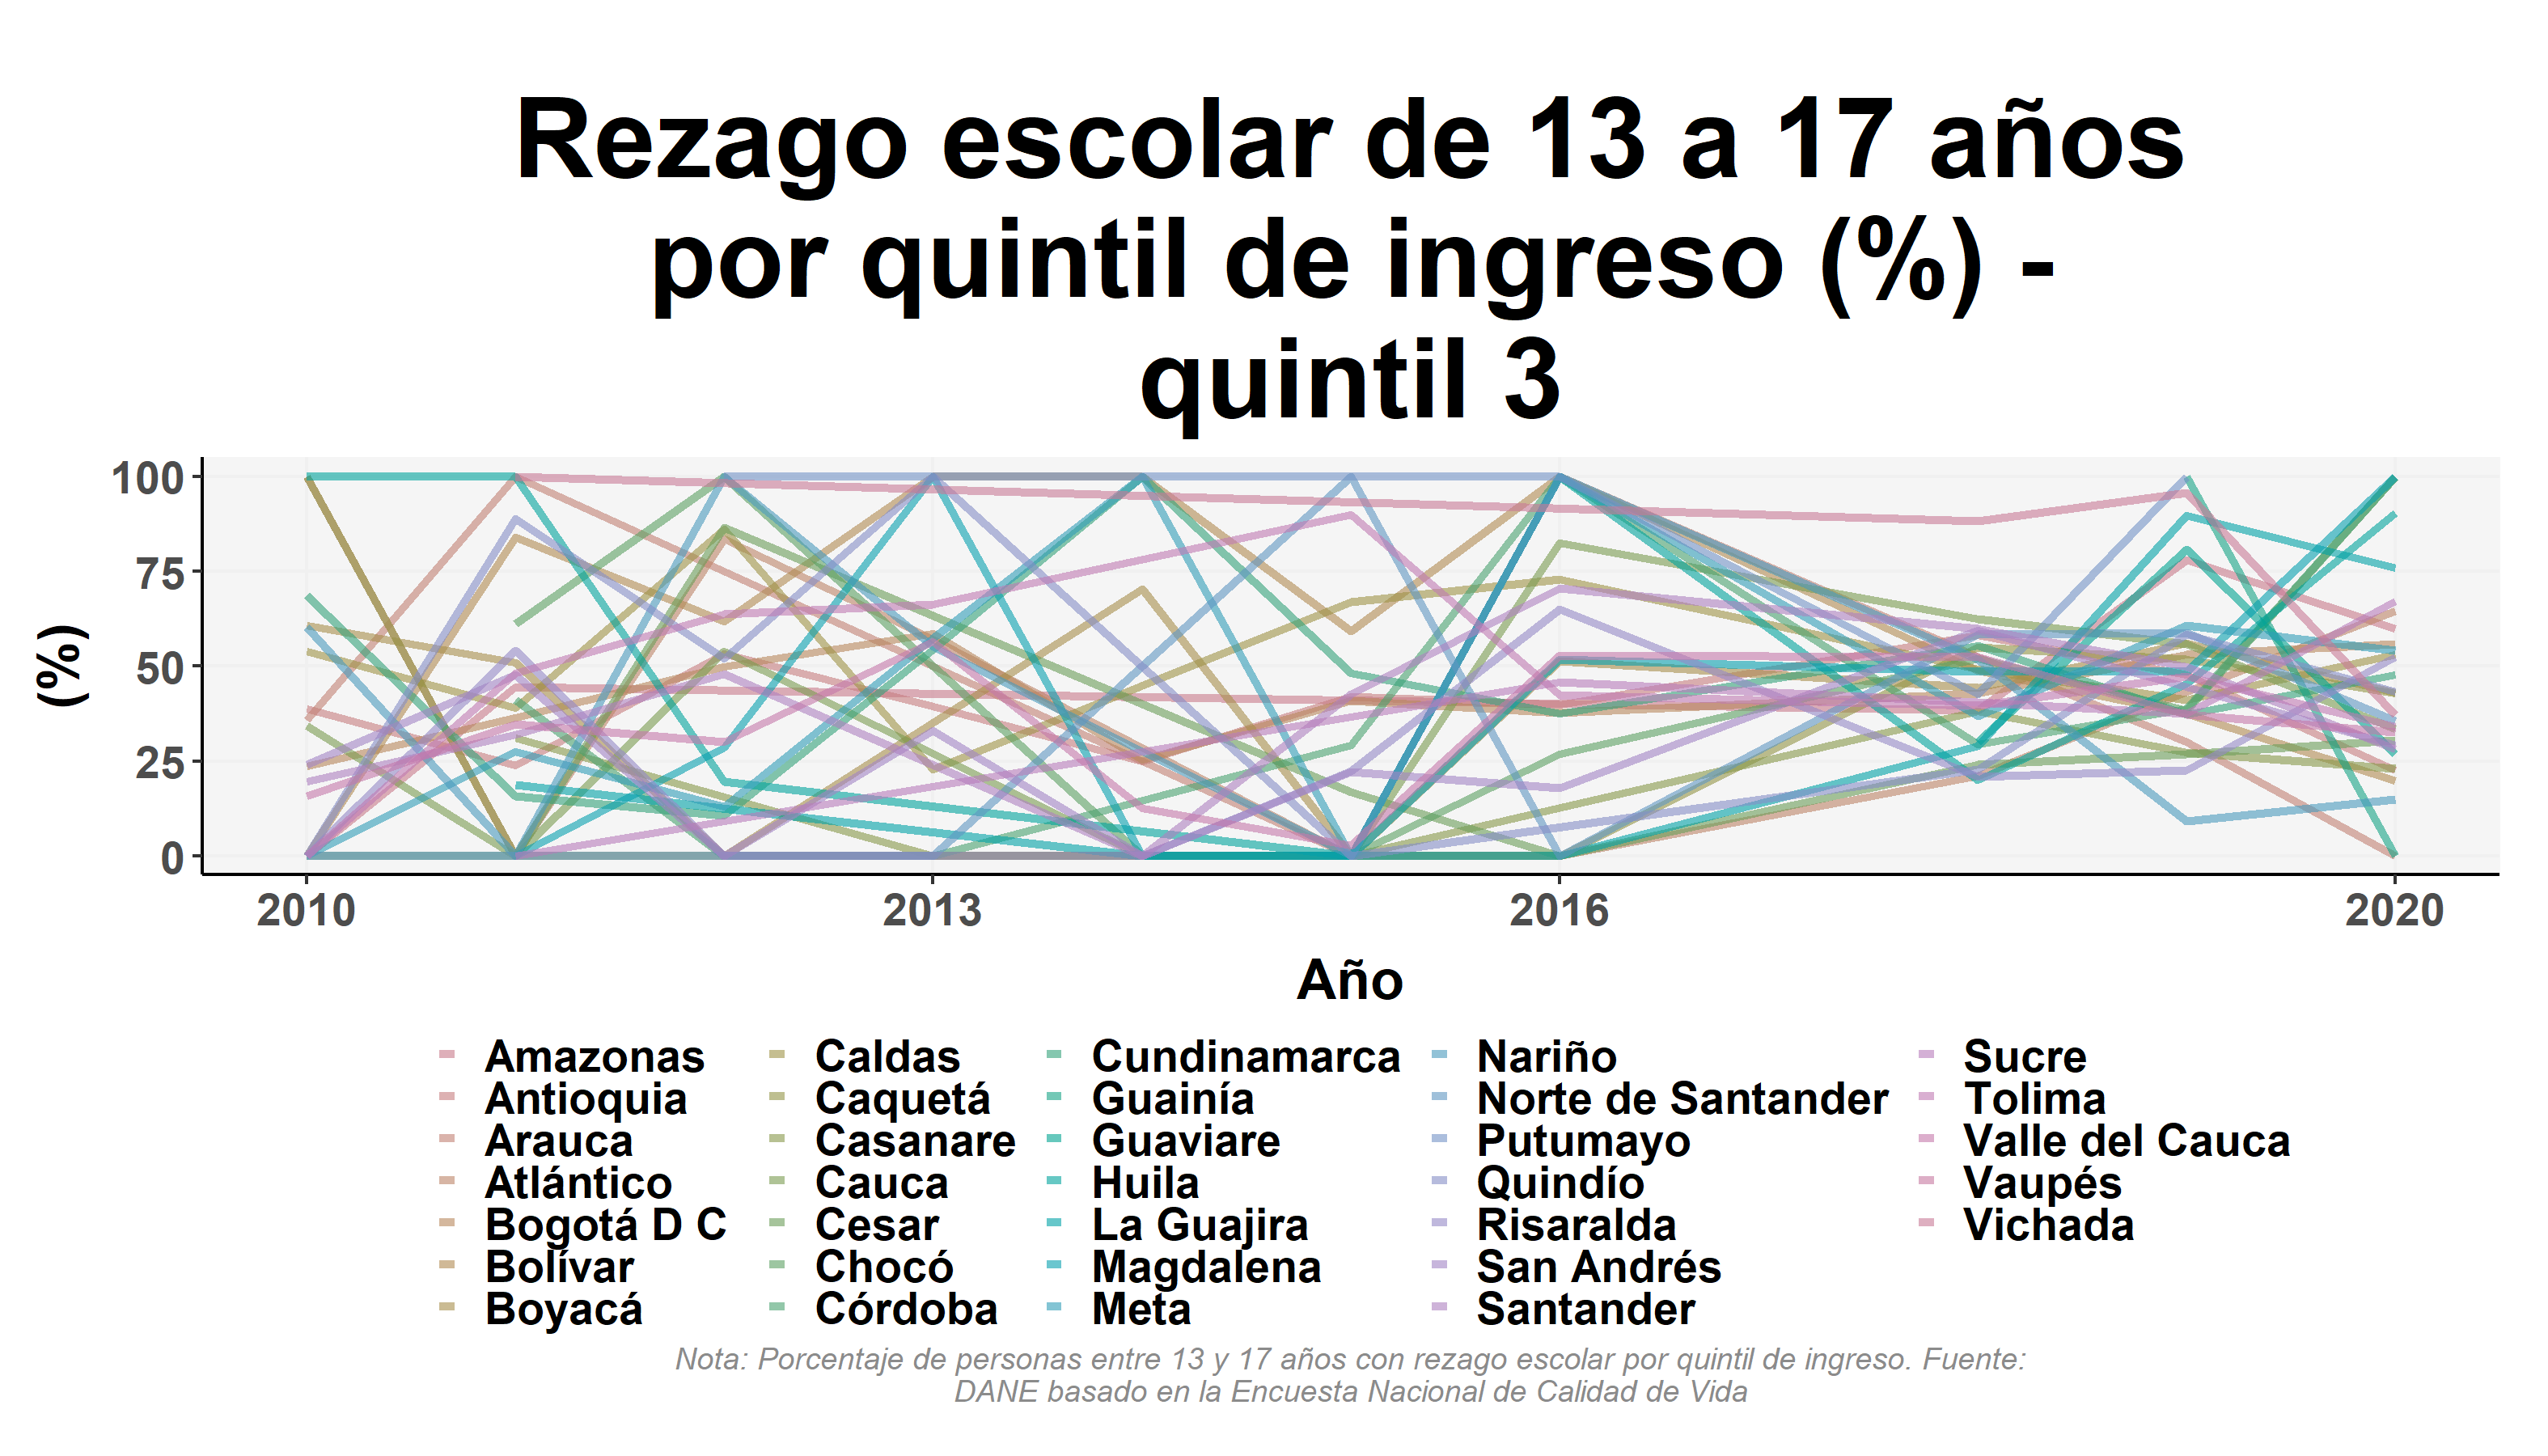 Rezago escolar de 13 a 17 años
por quintil de ingreso (%) -
quintil 3
(%)
100
75
50
25
0
2010 2013 2016 2020
Año
Amazonas
Antioquia
Arauca
Atlántico
Bogotá D C
Bolívar
Boyacá
Caldas
Caquetá
Casanare
Cauca
Cesar
Chocó
Córdoba
Cundinamarca
Guainía
Guaviare
Huila
La Guajira
Magdalena
Meta
Nariño
Norte de Santander
Putumayo
Quindío
Risaralda
San Andrés
Santander
Sucre
Tolima
Valle del Cauca
Vaupés
Vichada
Nota: Porcentaje de personas entre 13 y 17 años con rezago escolar por quintil de ingreso. Fuente:
DANE basado en la Encuesta Nacional de Calidad de Vida